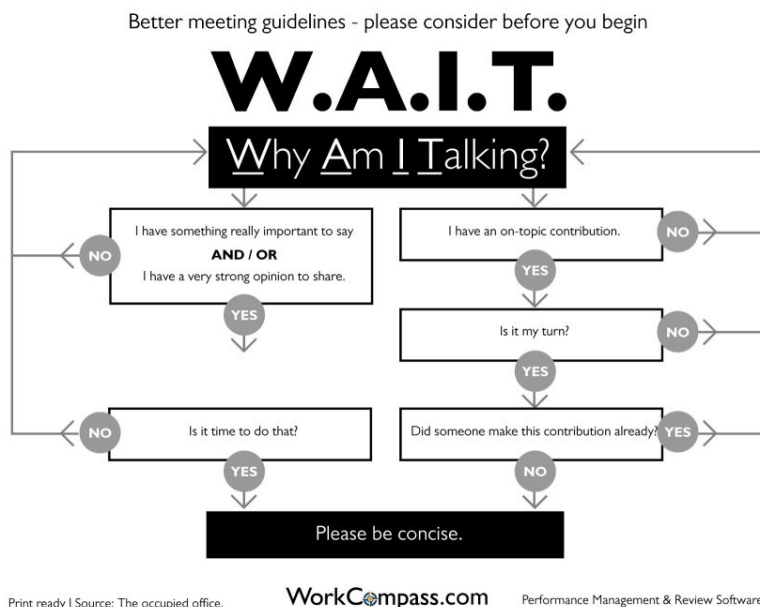 Better meeting guidelines - please consider before you begin
W.A.I.T.
Why Am I Talking?
I have something really important to say
AND / OR
I have a very strong opinion to share.
NO
YES
Is it time to do that?
NO
YES
I have an on-topic contribution.
NO
YES
Is it my turn?
NO
YES
Did someone make this contribution already?
YES
NO
Please be concise.
Print ready I Source: The occupied office.
WorkCompass.com
Performance Management & Review Software